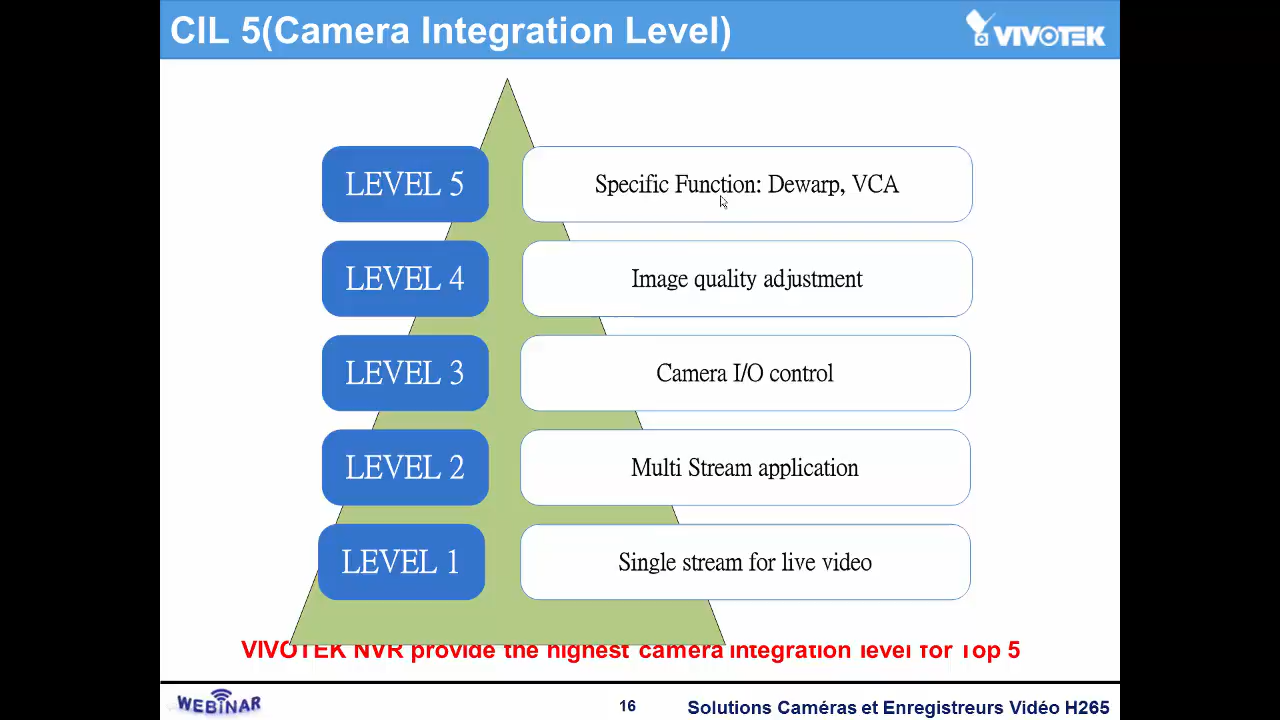 CIL 5(Camera Integration Level)
VIVOTEK
LEVEL 5
Specific Function: Dewarp, VCA
LEVEL 4
Image quality adjustment
LEVEL 3
Camera I/O control
LEVEL 2
Multi Stream application
LEVEL 1
Single stream for live video
VIVOTEK NVR provide the highest camera integration level for Top 5
WEBINAR
16
Solutions Caméras et Enregistreurs Vidéo H265